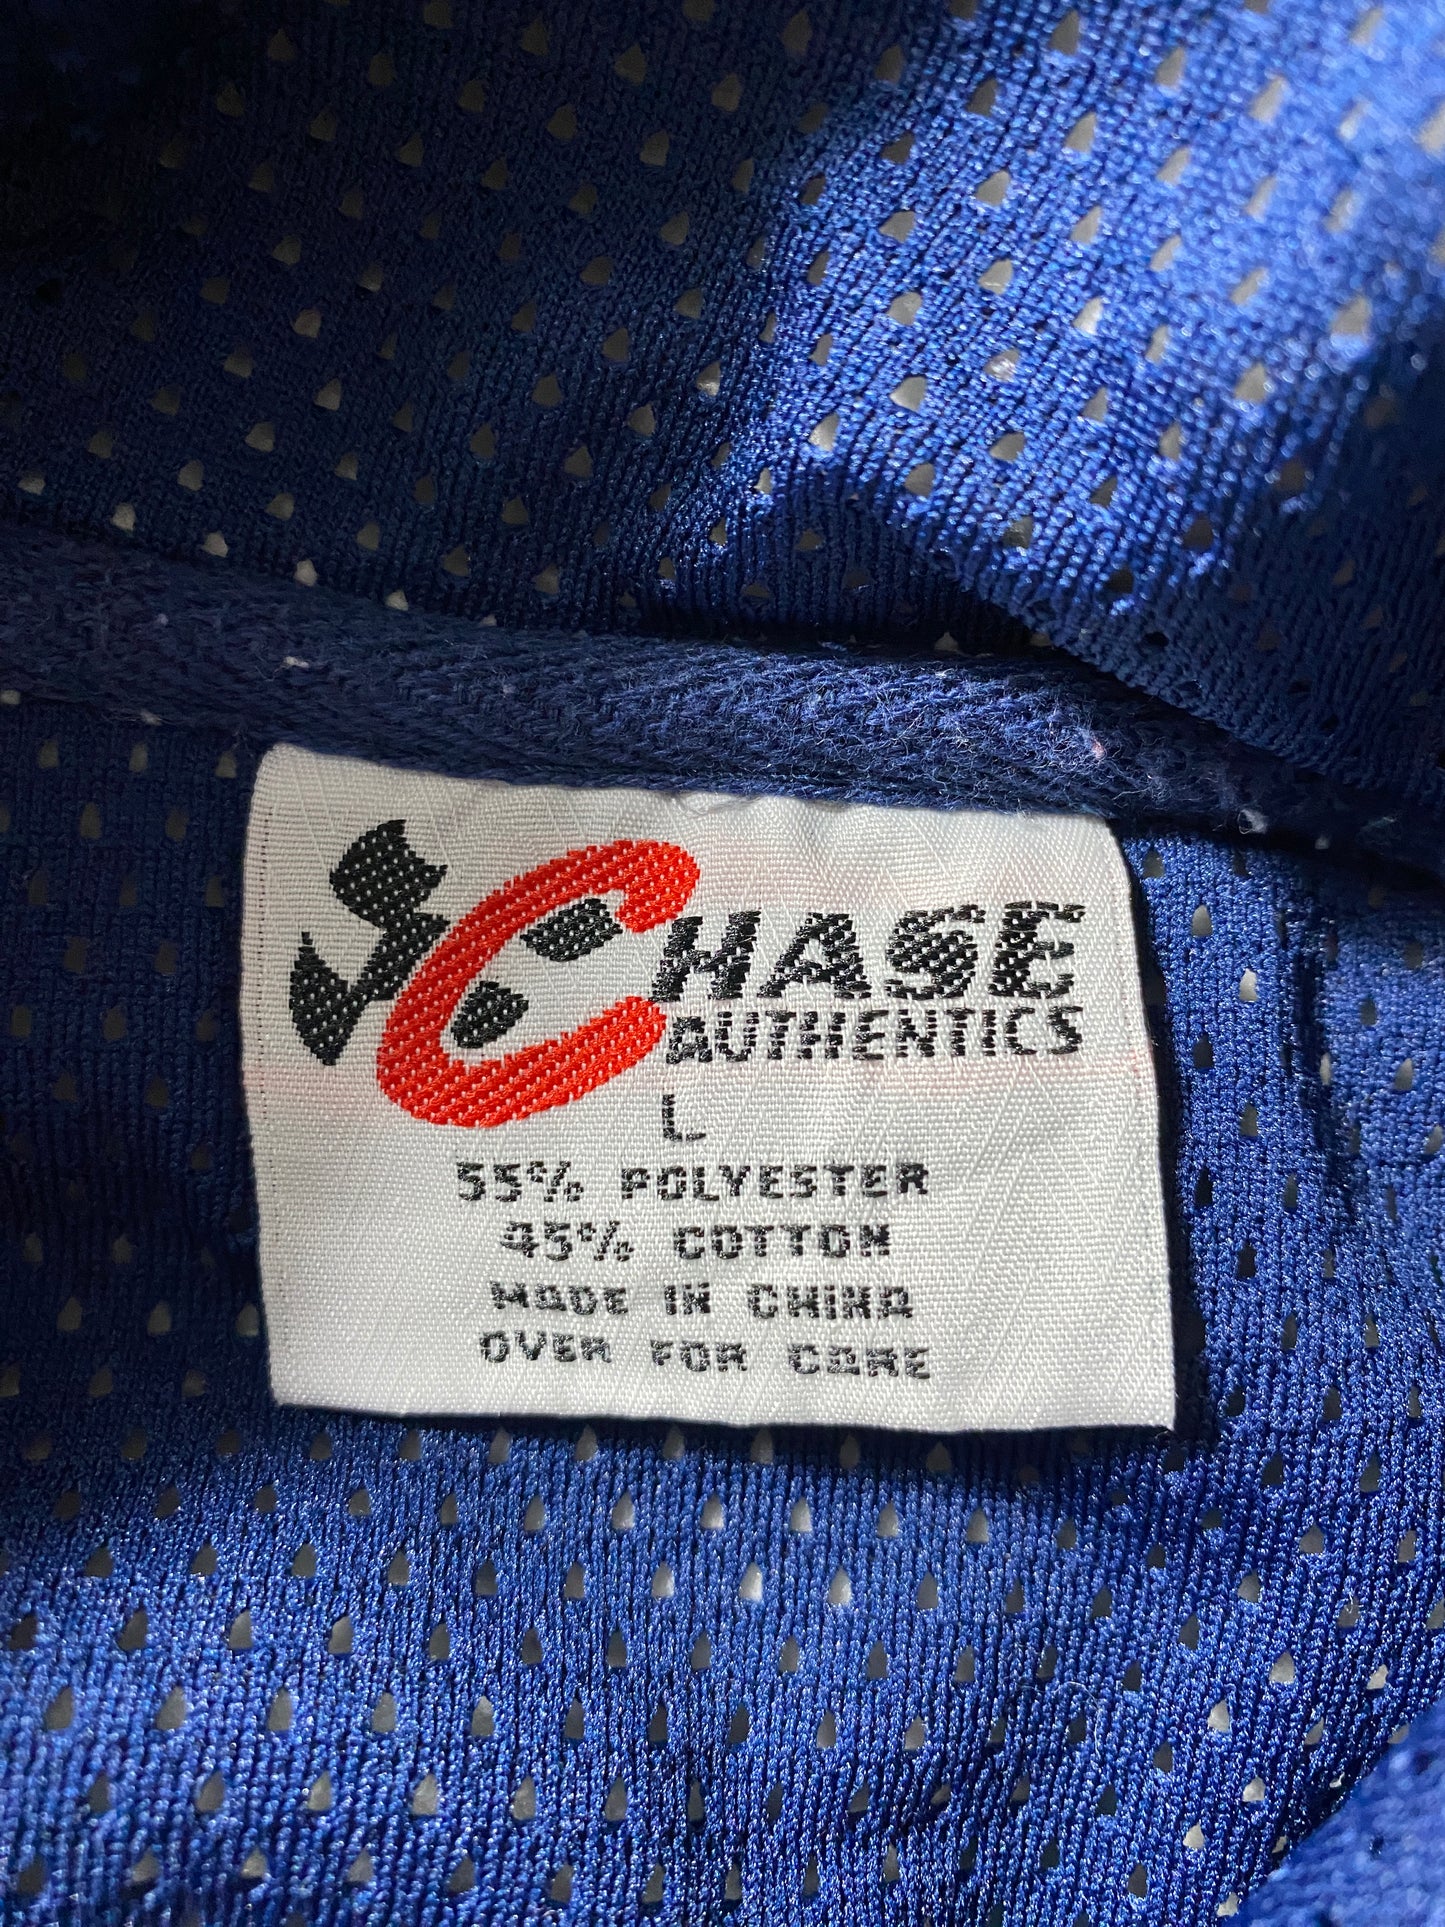 CHASE
AUTHENTICS
L
55% POLYESTER
45% COTTON
MADE IN CHINA
OVER FOR CARE